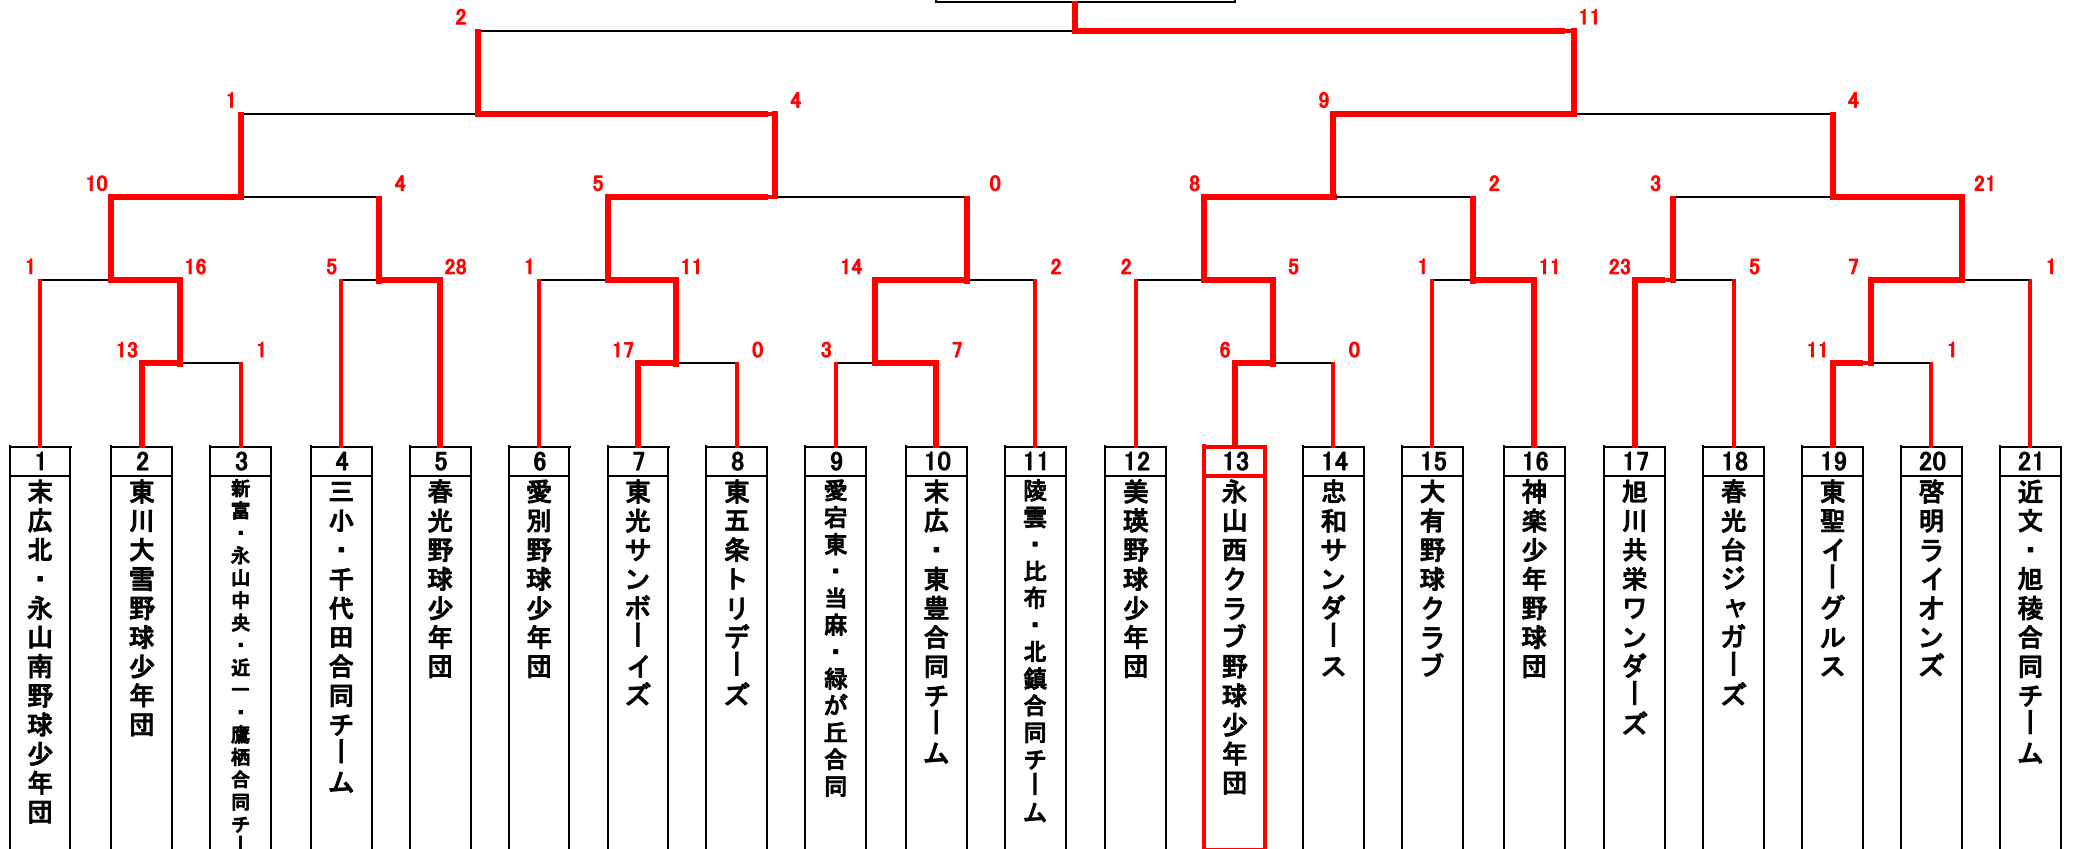 2
11
1
4
9
4
10
4
5
0
8
2
3
21
1
16
5
28
1
11
14
2
2
5
1
11
23
5
7
1
13
1
17
0
3
7
6
0
11
1
1
末広北・永山南野球少年団
2
東川大雪野球少年団
3
新富・永山中央・近一・鷹栖合同チー
4
三小・千代田合同チーム
5
春光野球少年団
6
愛別野球少年団
7
東光サンボーイズ
8
東五条トリデーズ
9
愛宕東・当麻・緑が丘合同
10
末広・東豊合同チーム
11
陵雲・比布・北鎮合同チーム
12
美瑛野球少年団
13
永山西クラブ野球少年団
14
忠和サンダース
15
大有野球クラブ
16
神楽少年野球団
17
旭川共栄ワンダーズ
18
春光台ジャガーズ
19
東聖イーグルス
20
啓明ライオンズ
21
近文・旭稜合同チーム